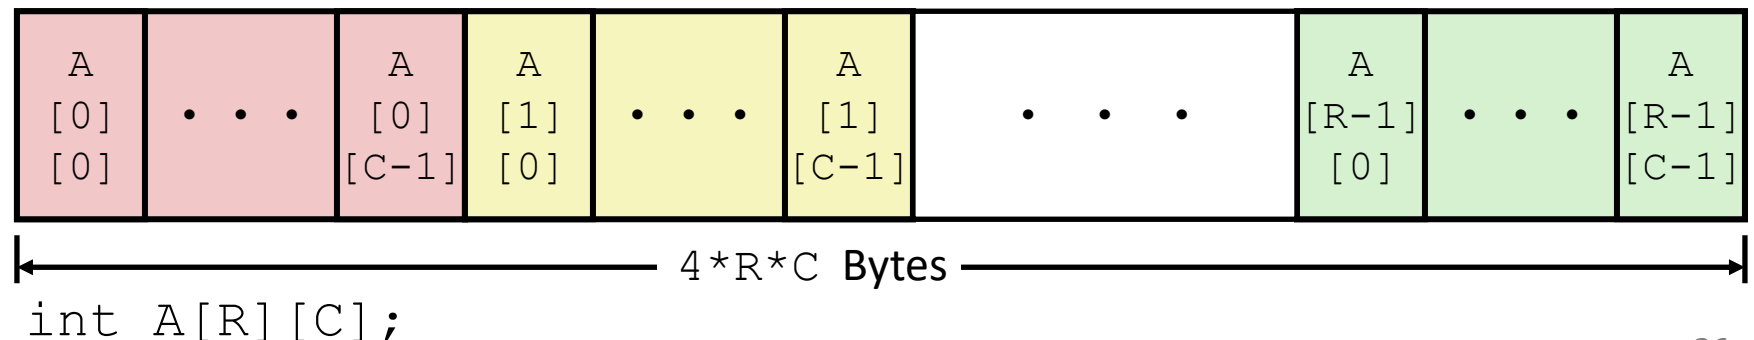 A [0] [0]
• • •
A [0] [C-1]
A [1] [0]
• • •
A [1] [C-1]
• • •
A [R-1] [0]
• • •
A [R-1] [C-1]
4*R*C Bytes
int A[R][C];